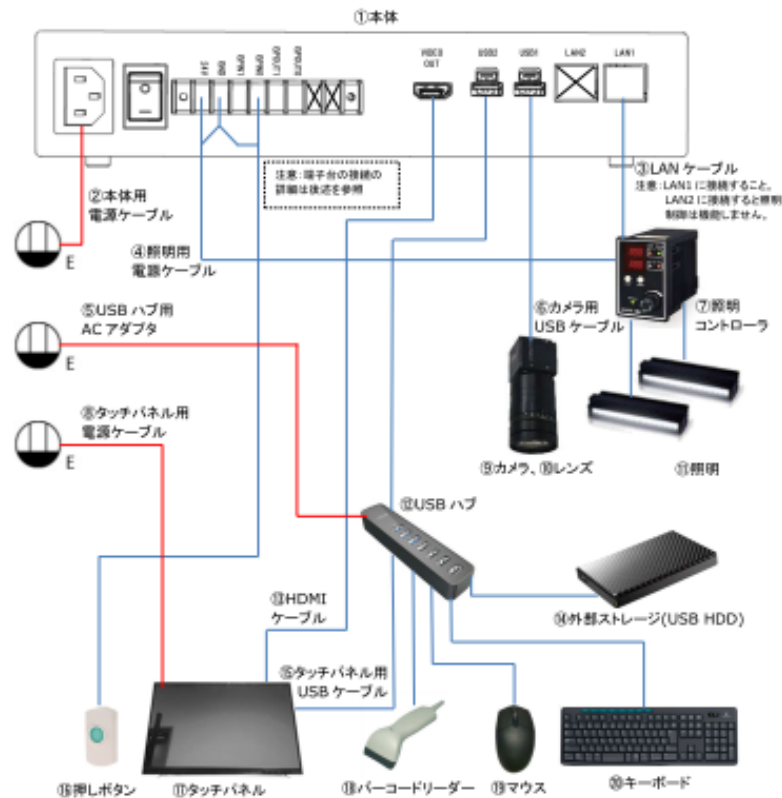 ①本体
24V
GND
GPIN1
GPIN0
GPOUT1
GPOUT0
VIDEO
OUT
USB2
USB1
LAN2
LAN1
注意：端子台の接続の
詳細は後述を参照
②本体用
電源ケーブル
E
③LAN ケーブル
注意：LAN1 に接続すること。
LAN2 に接続すると照明
制御は機能しません。
④照明用
電源ケーブル
⑤USB ハブ用
AC アダプタ
E
⑥カメラ用
USB ケーブル
⑦照明
コントローラ
⑧タッチパネル用
電源ケーブル
E
⑨カメラ、⑩レンズ
⑪照明
⑫USB ハブ
⑬HDMI
ケーブル
⑭外部ストレージ(USB HDD)
⑮タッチパネル用
USB ケーブル
⑯押しボタン
⑰タッチパネル
⑱バーコードリーダー
⑲マウス
⑳キーボード